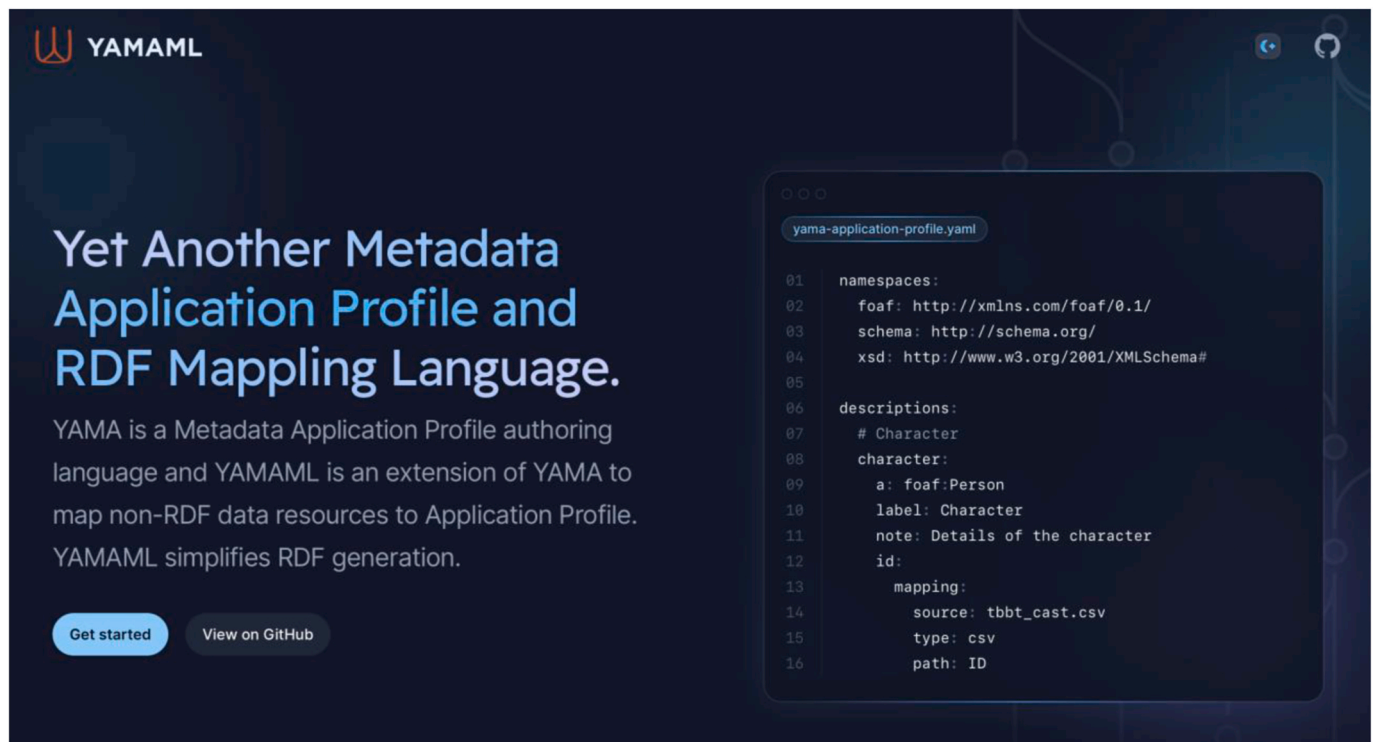 YAMAML
Yet Another Metadata
Application Profile and
RDF Mappling Language.
YAMA is a Metadata Application Profile authoring
language and YAMAML is an extension of YAMA to
map non-RDF data resources to Application Profile.
YAMAML simplifies RDF generation.
Get started
View on GitHub
yama-application-profile.yaml
01 namespaces:
02 foaf: http://xmlns.com/foaf/0.1/
03 schema: http://schema.org/
04 xsd: http://www.w3.org/2001/XMLSchema#
05
06 descriptions:
07 # Character
08 character:
09 a: foaf:Person
10 label: Character
11 note: Details of the character
12 id:
13 mapping:
14 source: tbbt_cast.csv
15 type: csv
16 path: ID